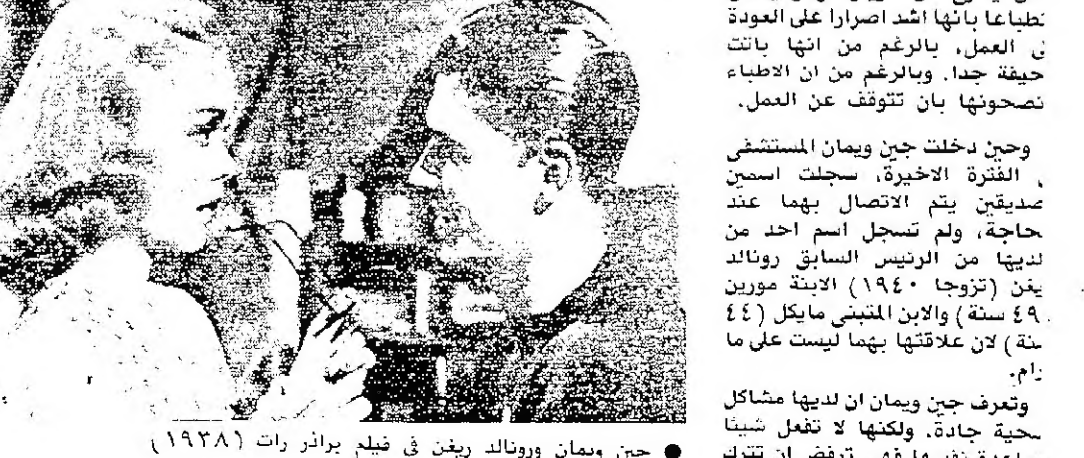 نطباعا بانها اشد اصرارا على العودة
العمل، بالرغم من انها باتت
حيفة جدا. وبالرغم من ان الاطباء
نصحونها بان تتوقف عن العمل.
وحين دخلت جين ويمان المستشفى
الفترة الاخيرة، سجلت اسمين
صديقين يتم الاتصال بهما عند
حاجة، ولم تسجل اسم احد من
لديها من الرئيس السابق رونالد
يغن (تزوجا ١٩٤٠) الابنة مورين
٤٩ سنة) والابن المتبنى مايكل (٤٤
سنة) لان علاقتها بهما ليست على ما
رام.
وتعرف جين ويمان ان لديها مشاكل
صحية جادة. ولكنها لا تفعل شيئا
ترفض ان تترك
● جين ويمان ورونالد ريغن في فيلم براذر رات (١٩٣٨)